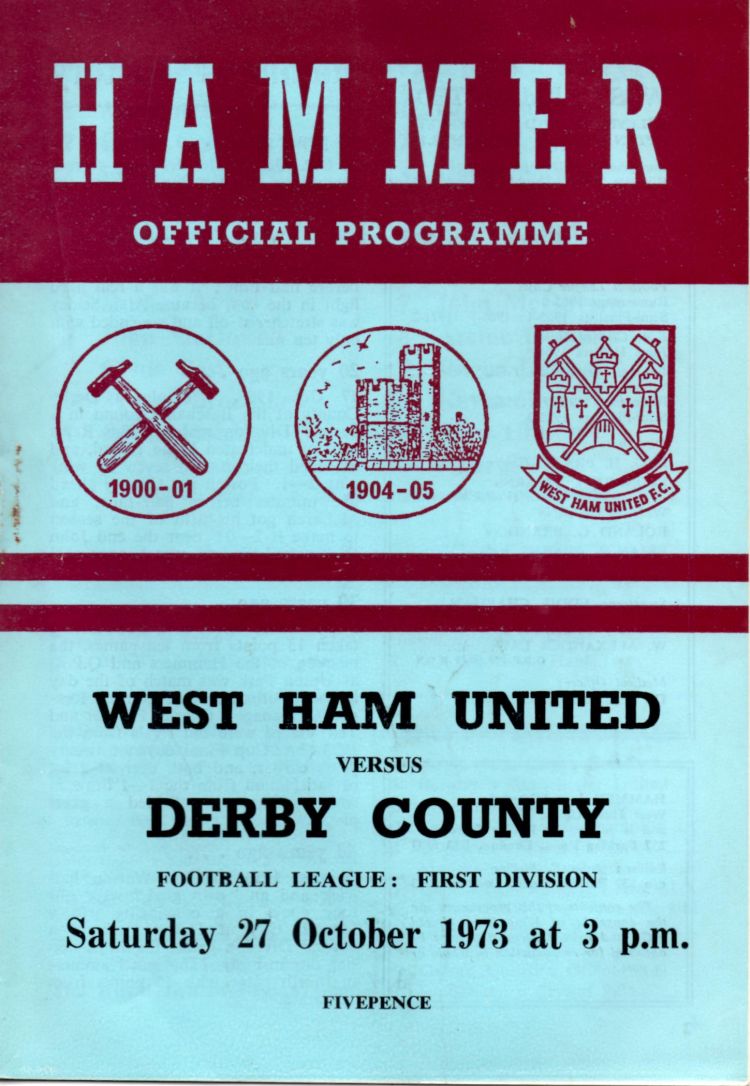 HAMMER
OFFICIAL PROGRAMME
1900-01
1904-05
WEST HAM UNITED F.C.
WEST HAM UNITED
VERSUS
DERBY COUNTY
FOOTBALL LEAGUE: FIRST DIVISION
Saturday 27 October 1973 at 3 p.m.
FIVEPENCE